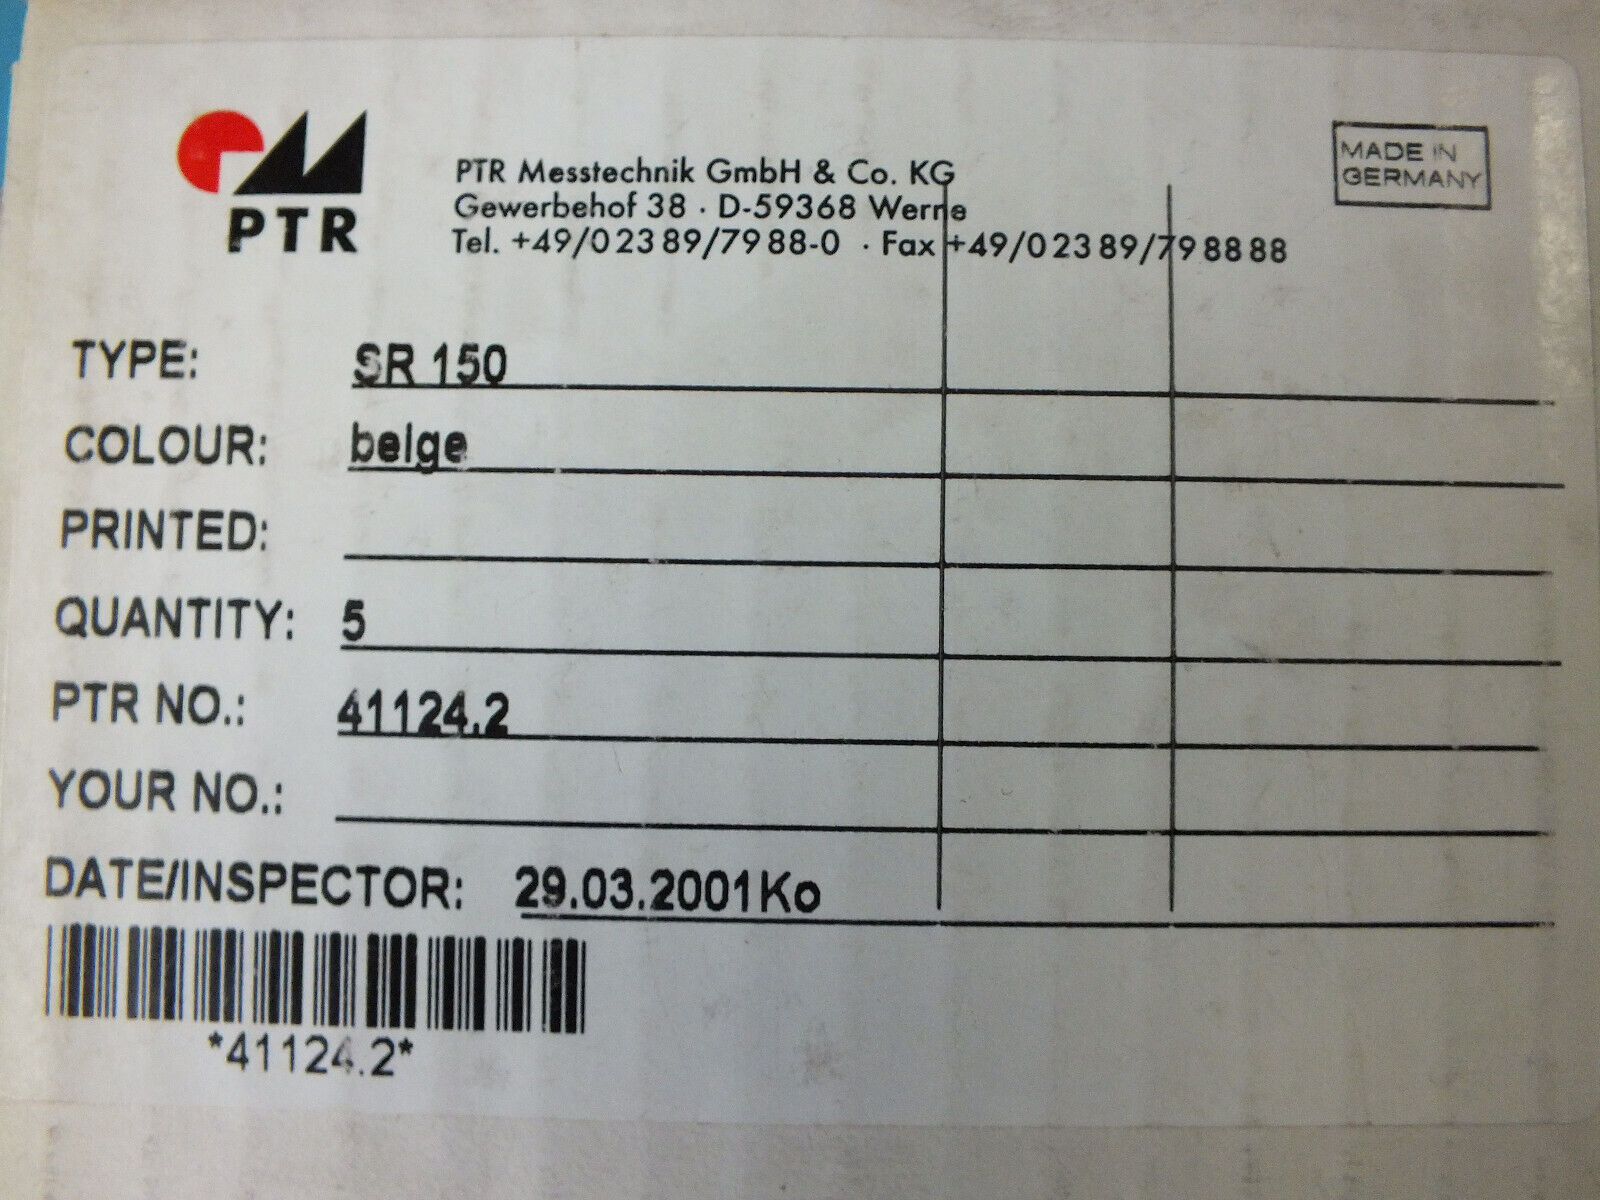 PTR
PTR Messtechnik GmbH & Co. KG
Gewerbehof 38 · D-59368 Werne
Tel. +49/02389/7988-0 · Fax +49/02389/798888
MADE IN
GERMANY
TYPE: SR 150
COLOUR: beige
PRINTED:
QUANTITY: 5
PTR NO.: 41124.2
YOUR NO.:
DATE/INSPECTOR: 29.03.2001Ko
*41124.2*